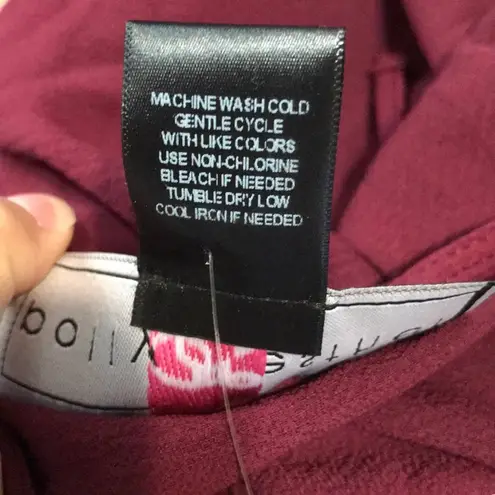 MACHINE WASH COLD
GENTLE CYCLE
WITH LIKE COLORS
USE NON-CHLORINE
BLEACH IF NEEDED
TUMBLE DRY LOW
COOL IRON IF NEEDED